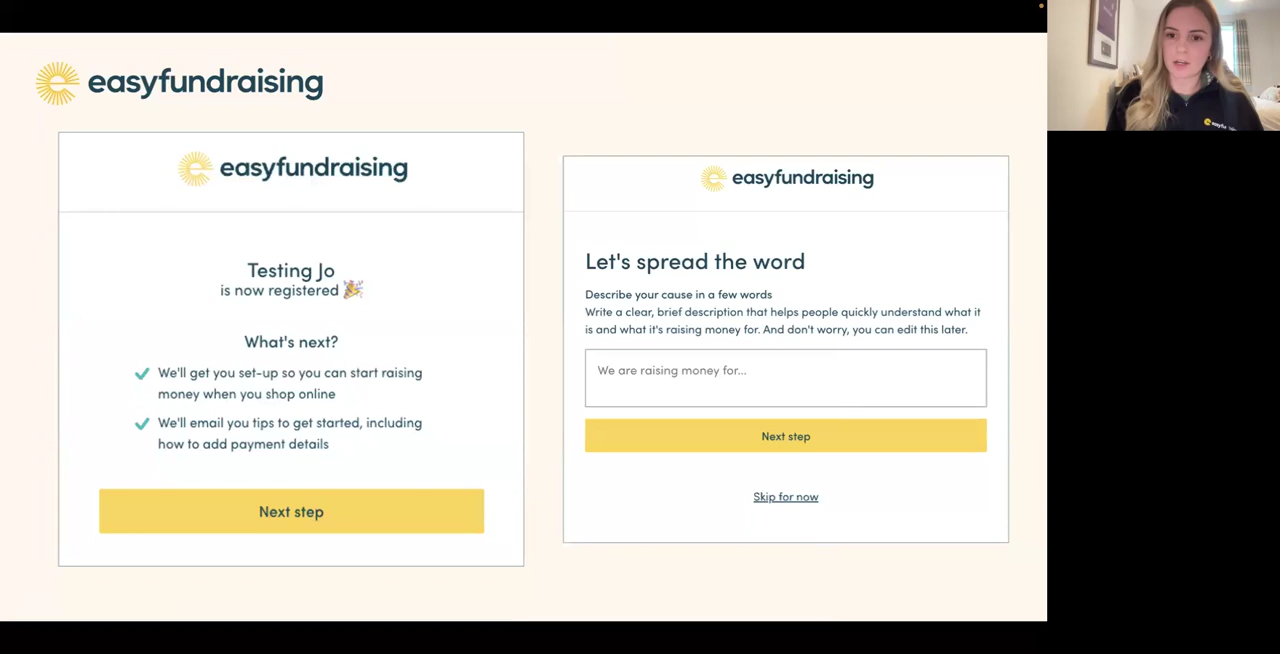 easyfundraising
easyfundraising
Testing Jo
is now registered 🎉
What's next?
We'll get you set-up so you can start raising
money when you shop online
We'll email you tips to get started, including
how to add payment details
Next step
easyfundraising
Let's spread the word
Describe your cause in a few words
Write a clear, brief description that helps people quickly understand what it
is and what it's raising money for. And don't worry, you can edit this later.
We are raising money for...
Next step
Skip for now